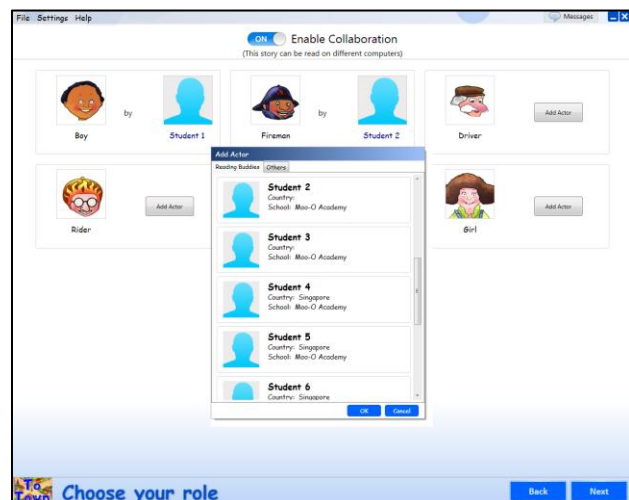 File Settings Help
Messages
ON Enable Collaboration
(This story can be read on different computers)
by
by
Add Actor
Boy
Student 1
Fireman
Student 2
Driver
Add Actor
Reading Buddies Others
Student 2
Country:
School: Moo-O Academy
Student 3
Country:
School: Moo-O Academy
Student 4
Country: Singapore
School: Moo-O Academy
Student 5
Country: Singapore
School: Moo-O Academy
Student 6
Country: Singapore
OK Cancel
Add Actor
Rider
Add Actor
Girl
To Town
Choose your role
Back Next